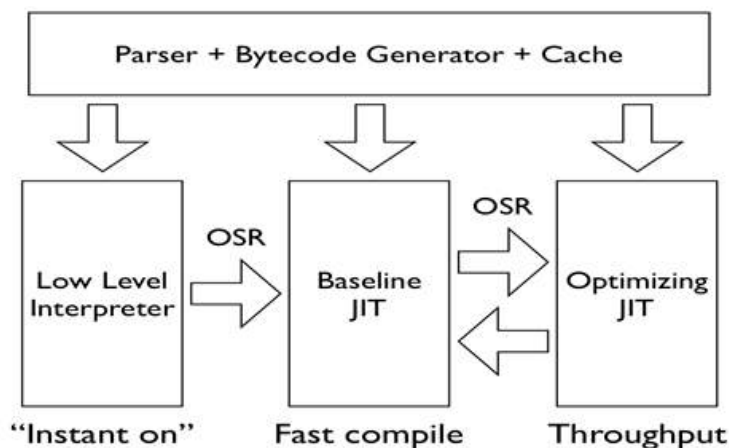 Parser + Bytecode Generator + Cache
OSR
OSR
Low Level
Interpreter
Baseline
JIT
Optimizing
JIT
“Instant on”
Fast compile
Throughput